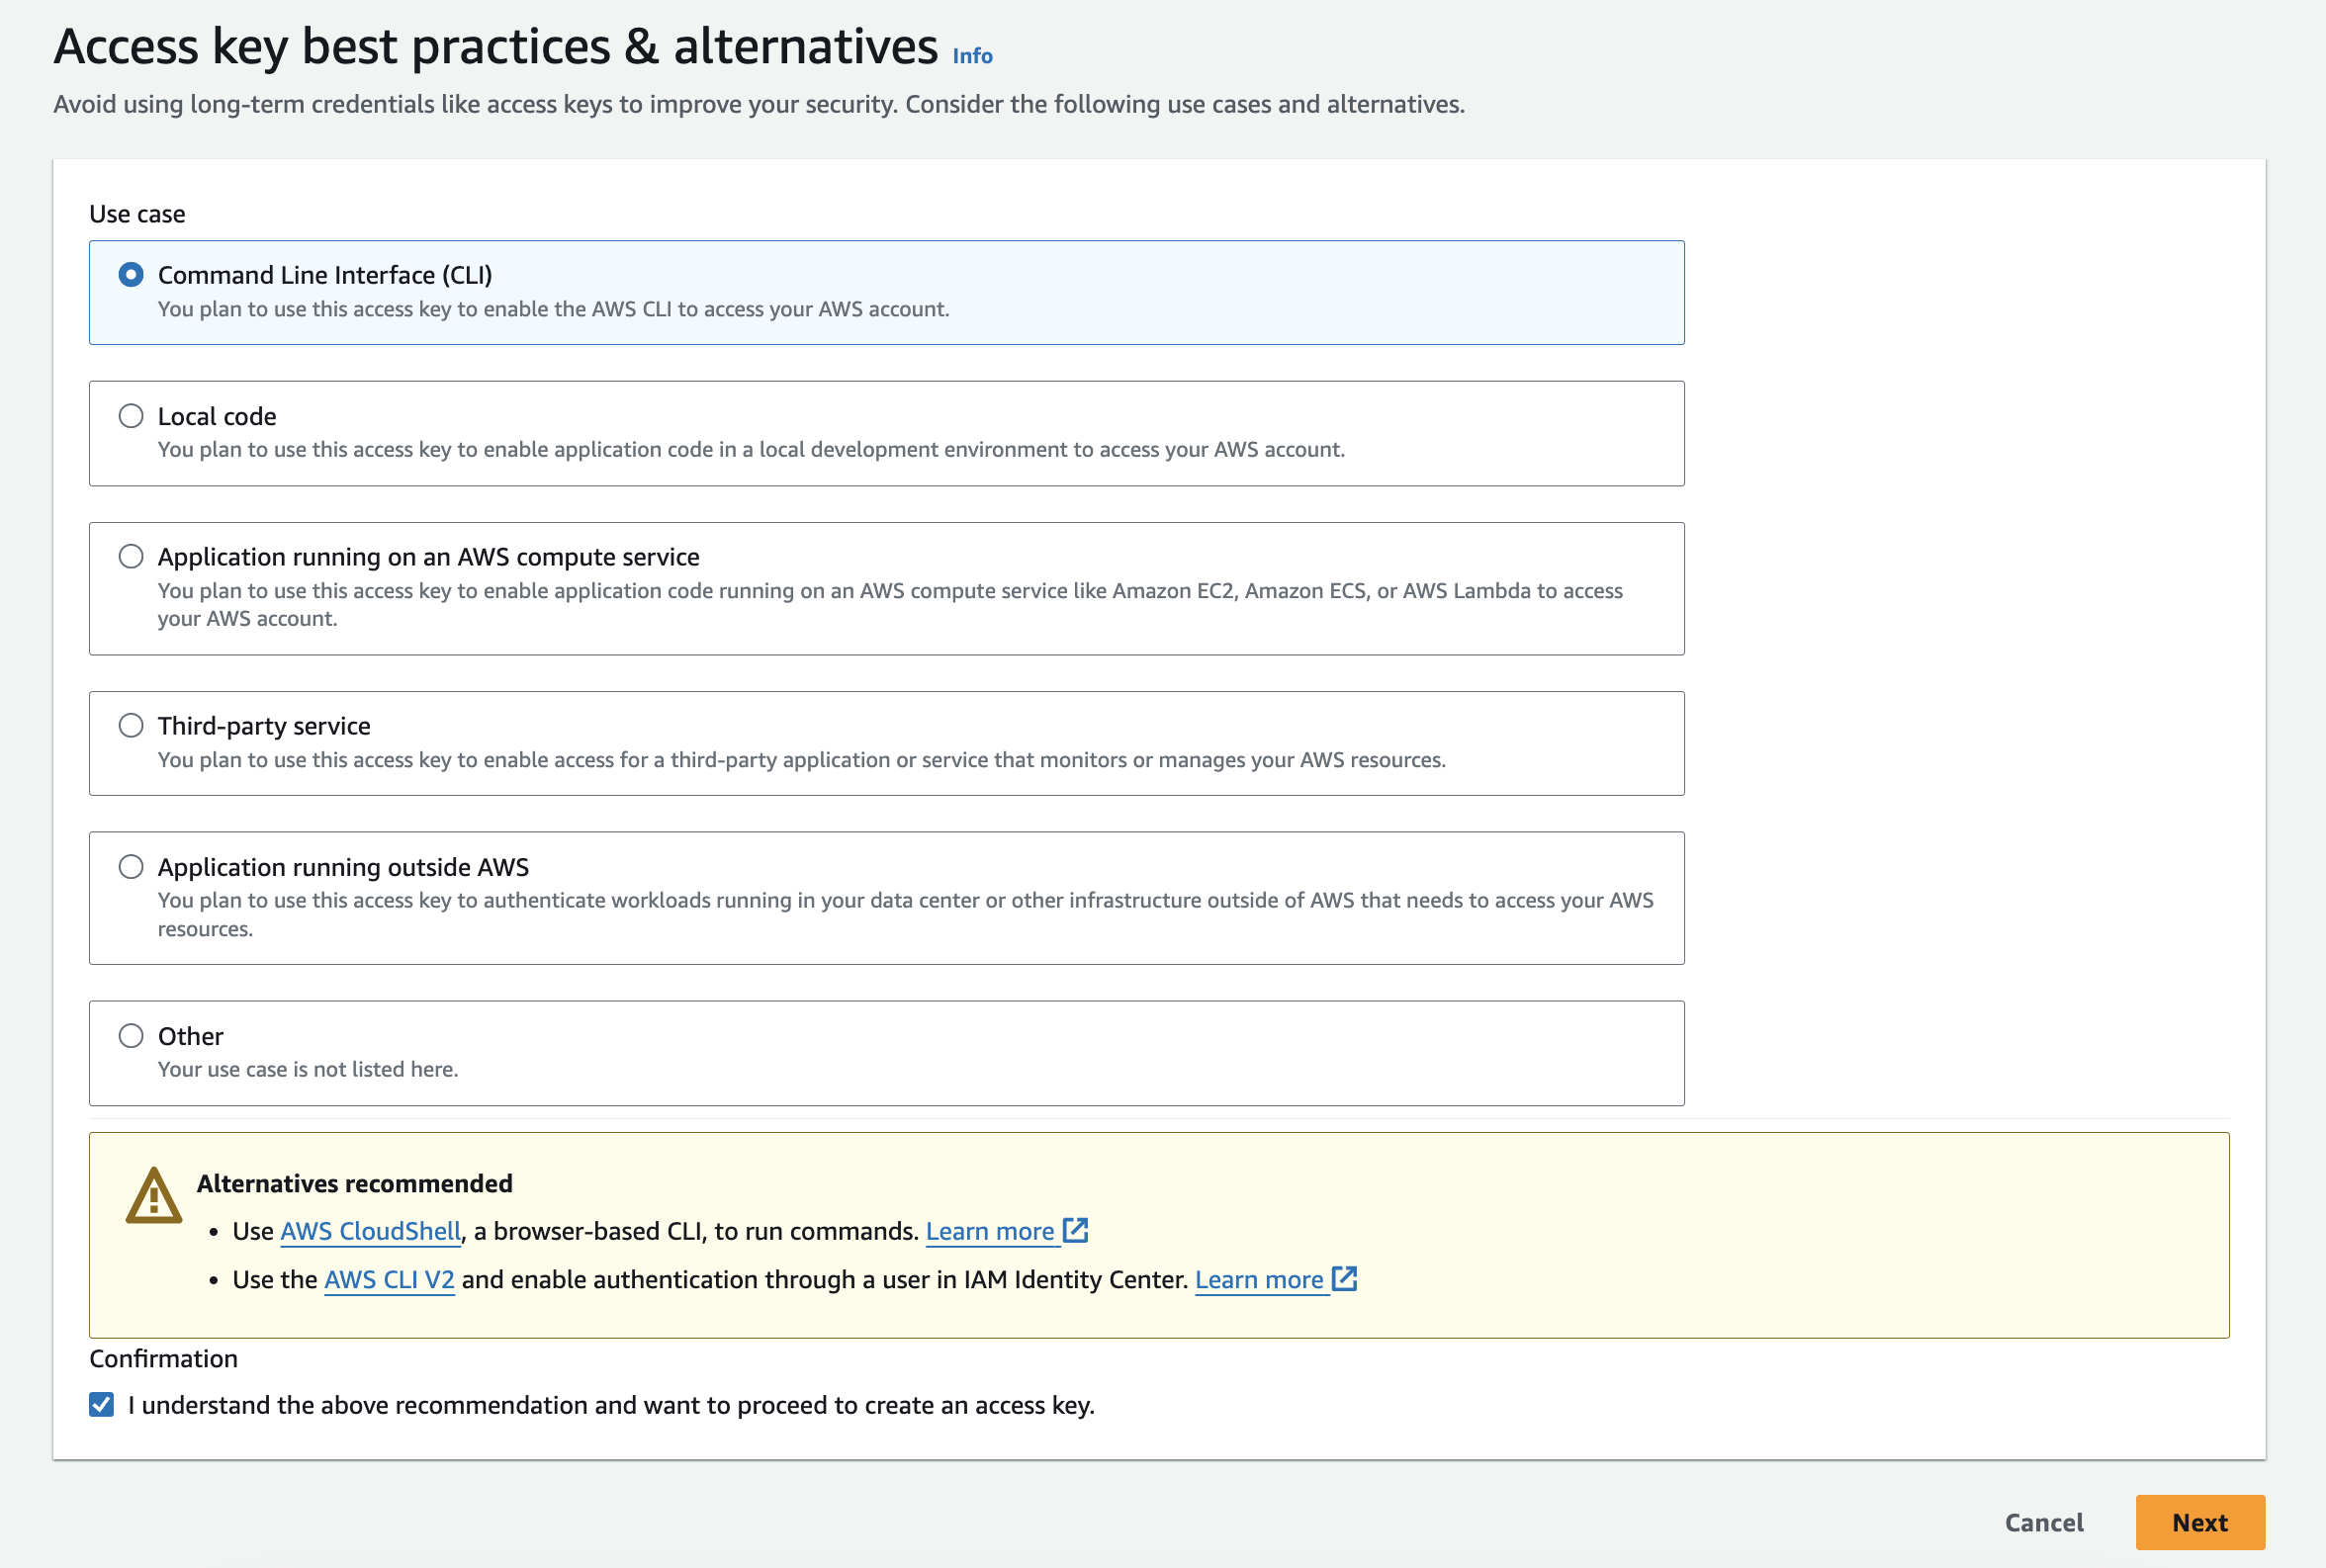 Access key best practices & alternatives Info
Avoid using long-term credentials like access keys to improve your security. Consider the following use cases and alternatives.
Use case
Command Line Interface (CLI)
You plan to use this access key to enable the AWS CLI to access your AWS account.
Local code
You plan to use this access key to enable application code in a local development environment to access your AWS account.
Application running on an AWS compute service
You plan to use this access key to enable application code running on an AWS compute service like Amazon EC2, Amazon ECS, or AWS Lambda to access
your AWS account.
Third-party service
You plan to use this access key to enable access for a third-party application or service that monitors or manages your AWS resources.
Application running outside AWS
You plan to use this access key to authenticate workloads running in your data center or other infrastructure outside of AWS that needs to access your AWS
resources.
Other
Your use case is not listed here.
Alternatives recommended
• Use AWS CloudShell, a browser-based CLI, to run commands. Learn more
• Use the AWS CLI V2 and enable authentication through a user in IAM Identity Center. Learn more
Confirmation
I understand the above recommendation and want to proceed to create an access key.
Cancel Next